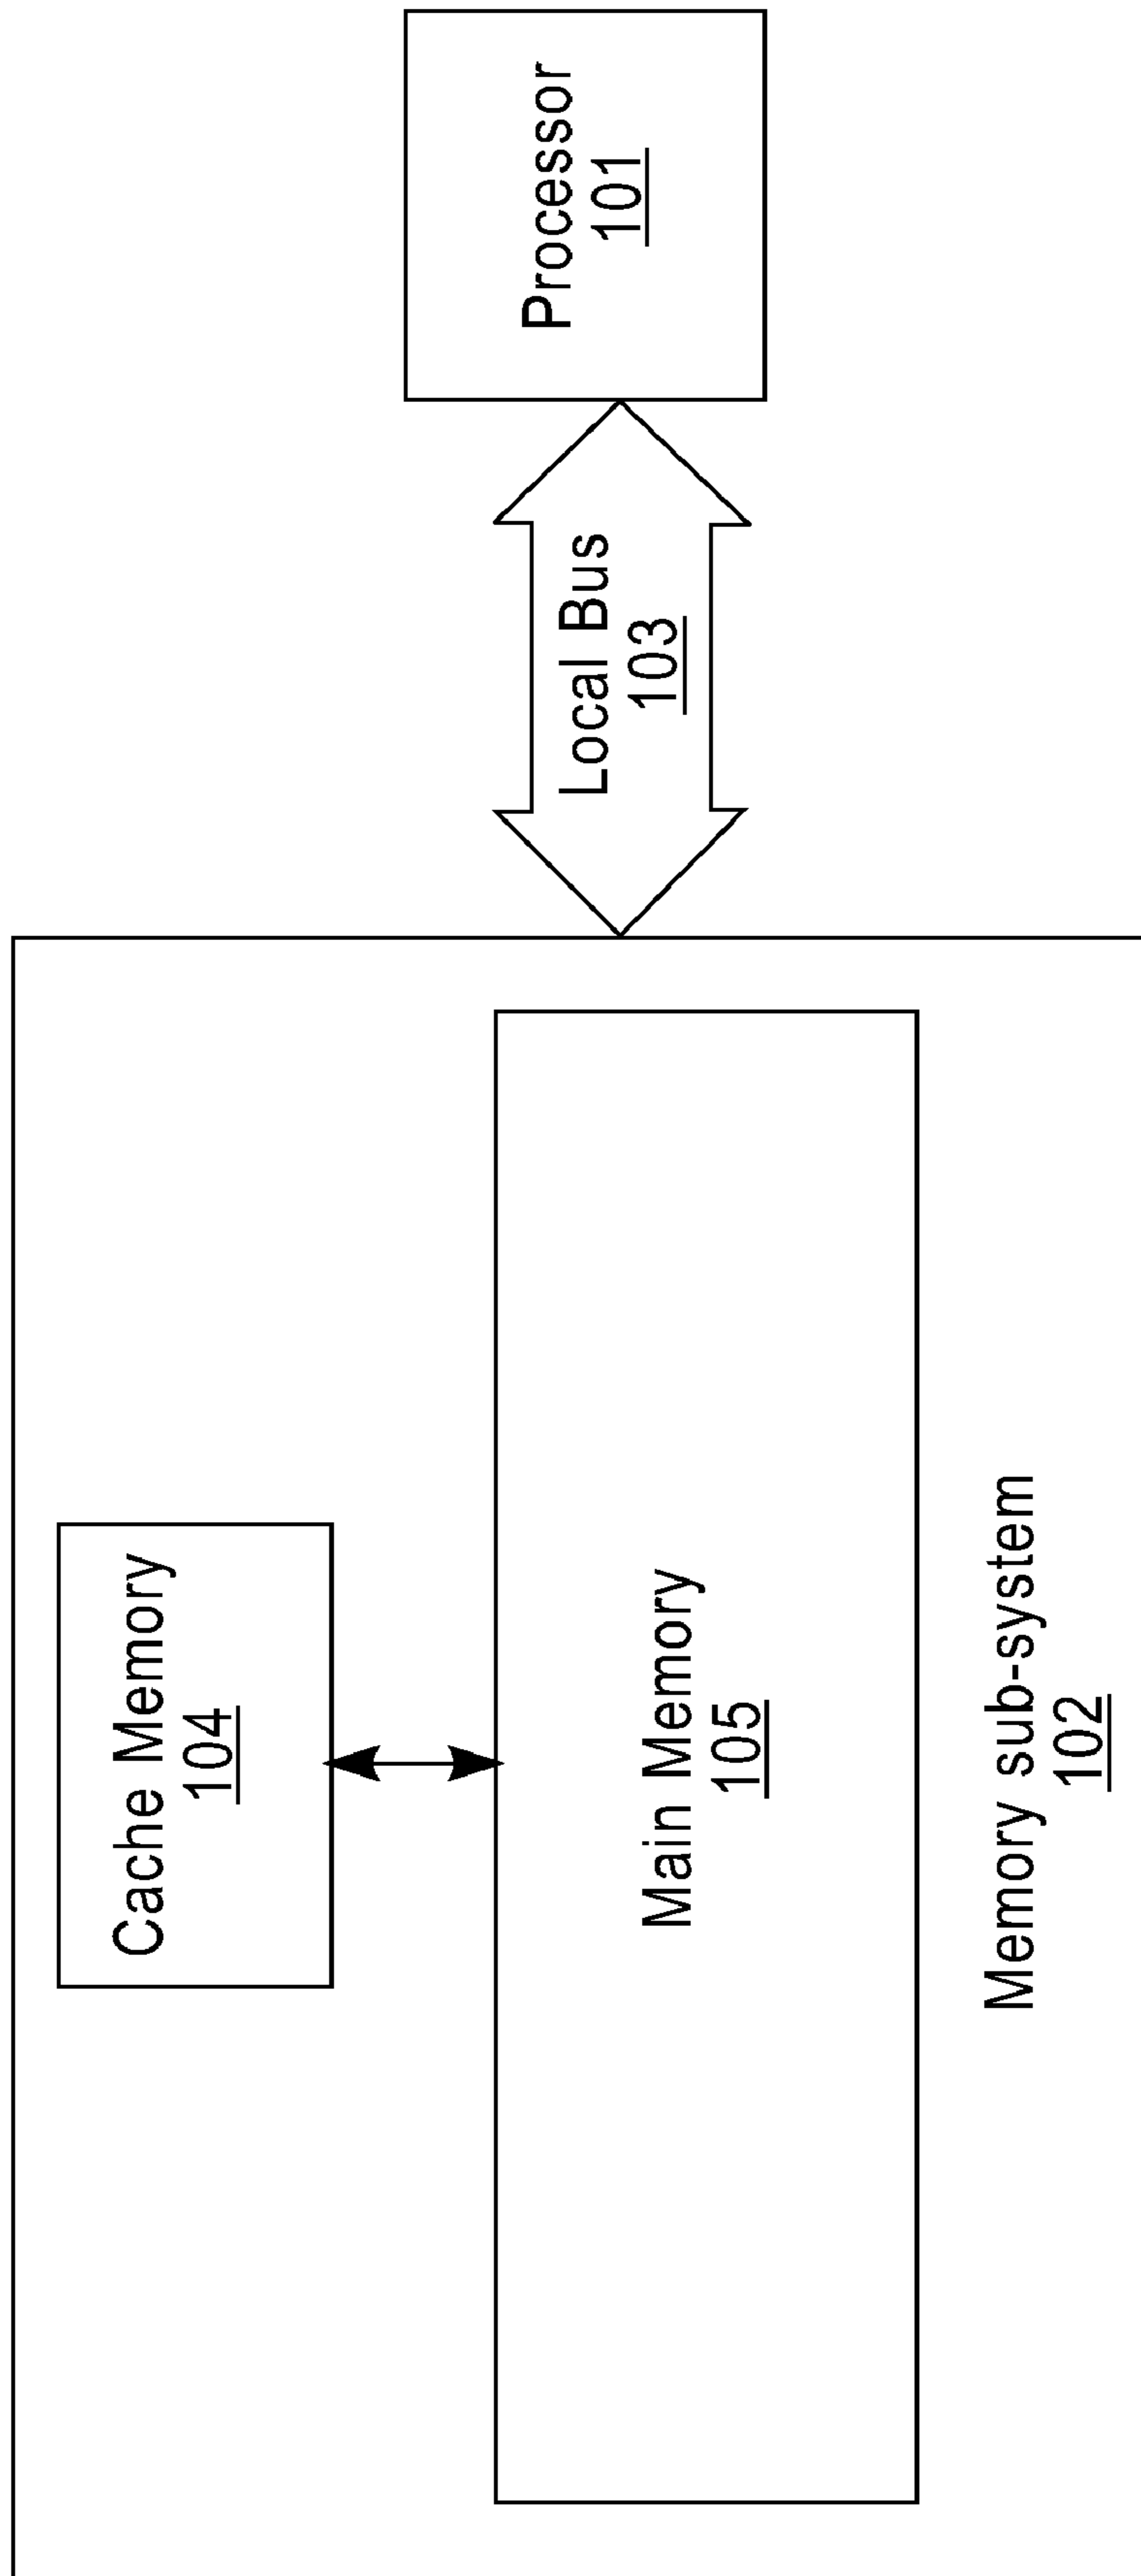 Cache Memory
104
Main Memory
105
Memory sub-system
102
Local Bus
103
Processor
101